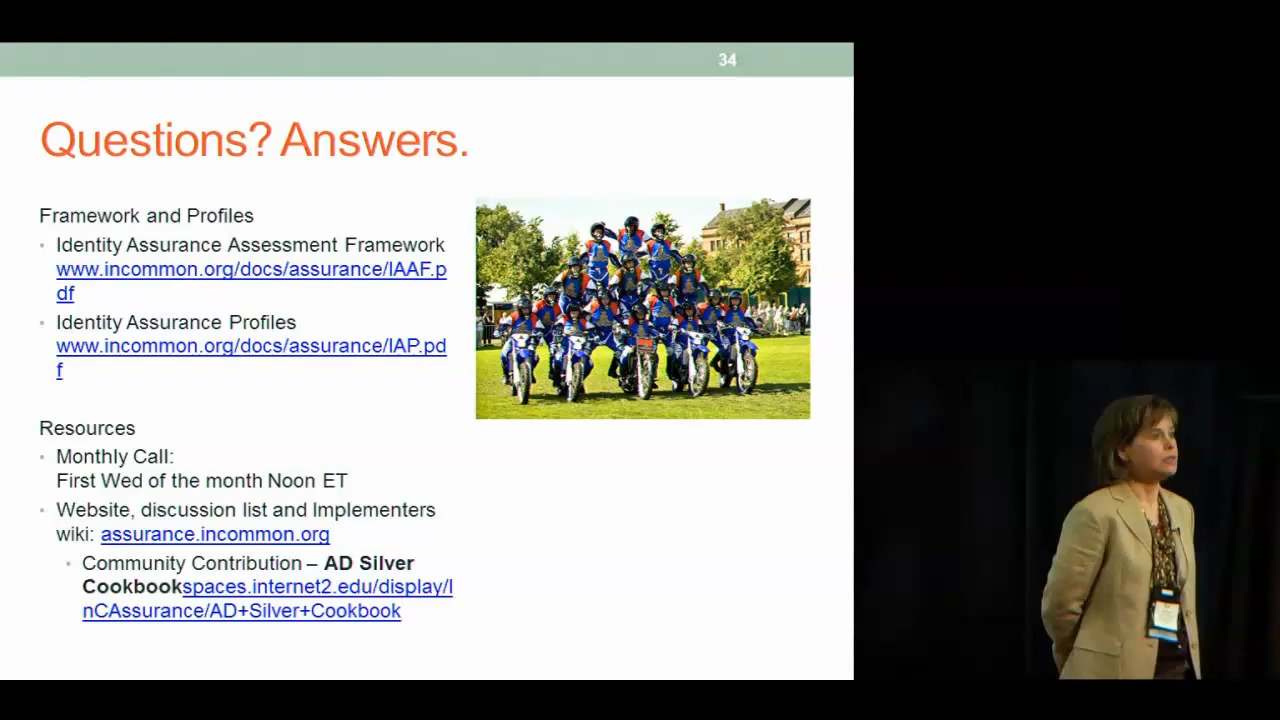 34
Questions? Answers.
Framework and Profiles
• Identity Assurance Assessment Framework
www.incommon.org/docs/assurance/IAAF.p
df
• Identity Assurance Profiles
www.incommon.org/docs/assurance/IAP.pd
f
Resources
• Monthly Call:
First Wed of the month Noon ET
• Website, discussion list and Implementers
wiki: assurance.incommon.org
• Community Contribution – AD Silver
Cookbookspaces.internet2.edu/display/I
nCAssurance/AD+Silver+Cookbook